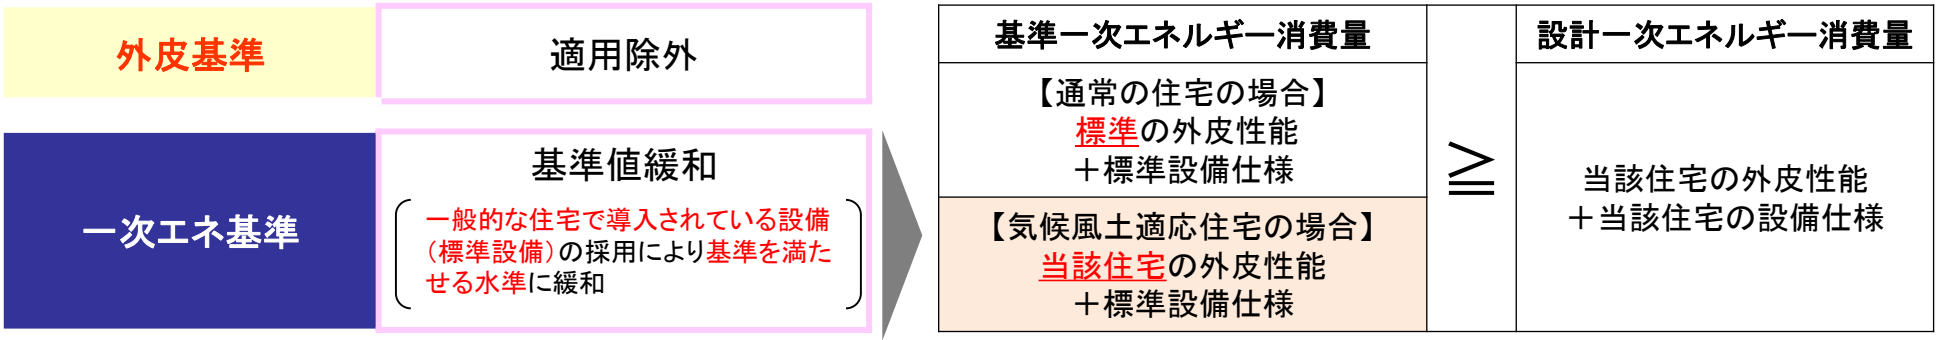 外皮基準
適用除外
一次エネ基準
基準値緩和
一般的な住宅で導入されている設備
（標準設備）の採用により基準を満た
せる水準に緩和
基準一次エネルギー消費量
【通常の住宅の場合】
標準の外皮性能
＋標準設備仕様
【気候風土適応住宅の場合】
当該住宅の外皮性能
＋標準設備仕様
≧
設計一次エネルギー消費量
当該住宅の外皮性能
＋当該住宅の設備仕様